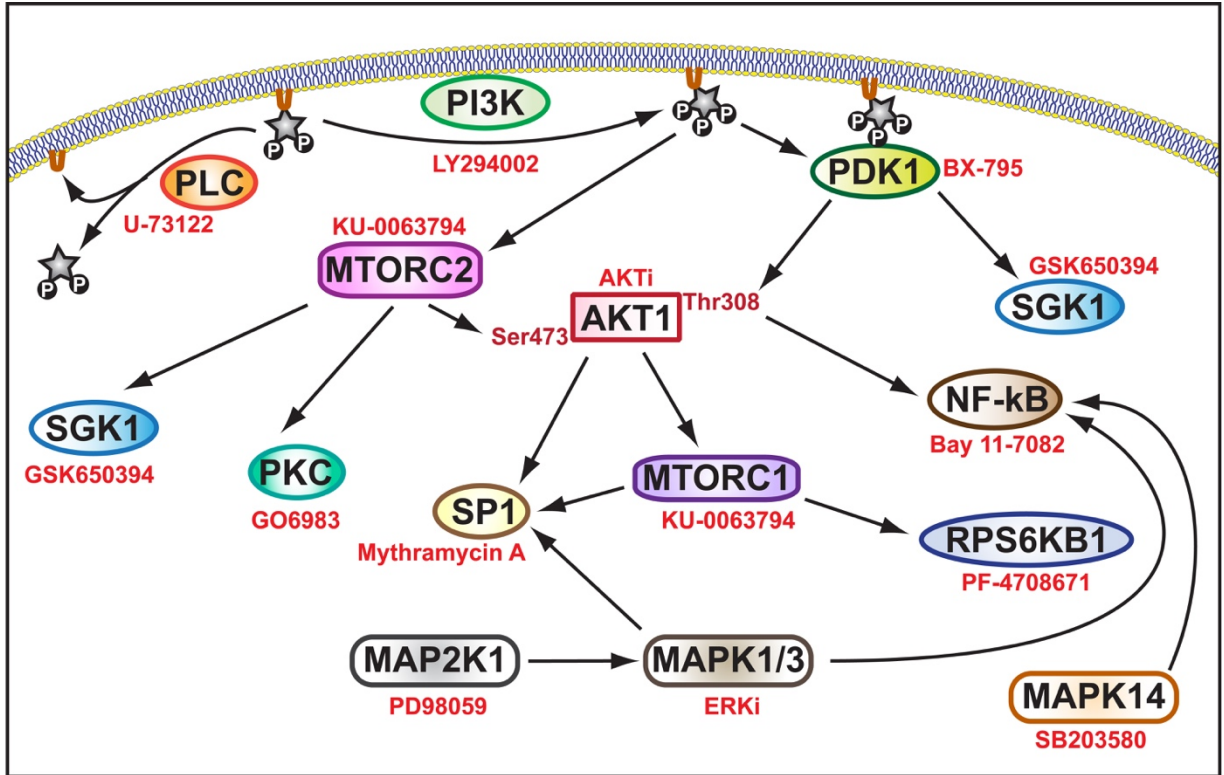 PI3K
LY294002
P P
P P P
P P P
PLC
U-73122
P P
PDK1
BX-795
KU-0063794
MTORC2
GSK650394
SGK1
AKTi
AKT1
Thr308
Ser473
NF-kB
Bay 11-7082
SGK1
GSK650394
PKC
GO6983
MTORC1
KU-0063794
SP1
Mythramycin A
RPS6KB1
PF-4708671
MAP2K1
PD98059
MAPK1/3
ERKi
MAPK14
SB203580